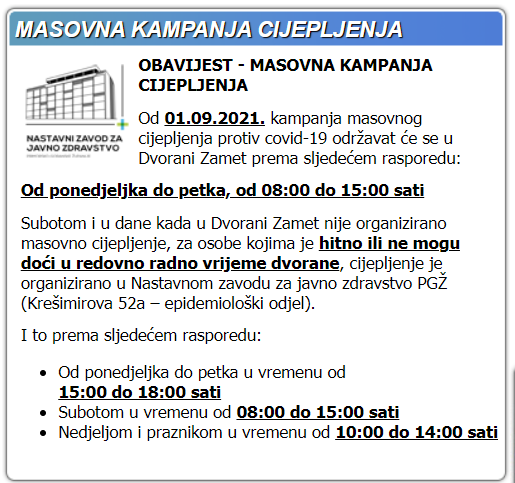 MASOVNA KAMPANJA CIJEPLJENJA
OBAVIJEST - MASOVNA KAMPANJA
CIJEPLJENJA
NASTAVNI ZAVOD ZA
JAVNO ZDRAVSTVO
Od 01.09.2021. kampanja masovnog
cijepljenja protiv covid-19 održavat će se u
Dvorani Zamet prema sljedećem rasporedu:
Od ponedjeljka do petka, od 08:00 do 15:00 sati
Subotom i u dane kada u Dvorani Zamet nije organizirano
masovno cijepljenje, za osobe kojima je hitno ili ne mogu
doći u redovno radno vrijeme dvorane, cijepljenje je
organizirano u Nastavnom zavodu za javno zdravstvo PGŽ
(Krešimirova 52a – epidemiološki odjel).
I to prema sljedećem rasporedu:
• Od ponedjeljka do petka u vremenu od
15:00 do 18:00 sati
• Subotom u vremenu od 08:00 do 15:00 sati
• Nedjeljom i praznikom u vremenu od 10:00 do 14:00 sati